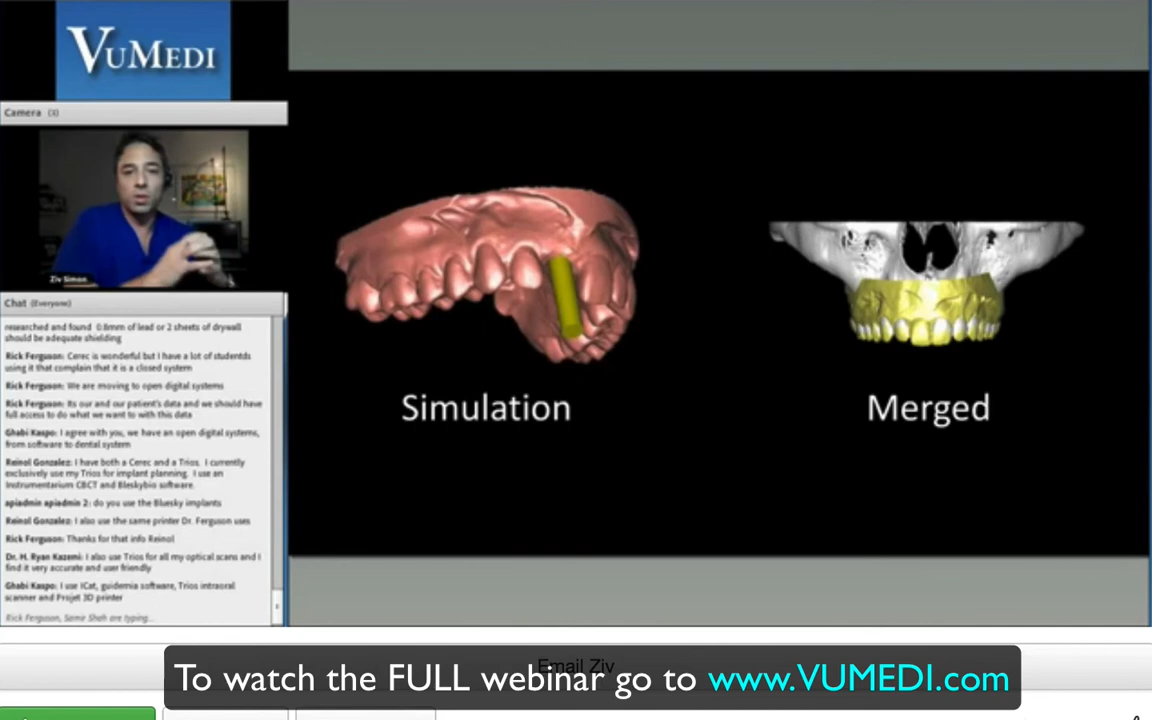 VUMEDI
Camera (3)
Ziv Simon
Chat (Everyone)
researched and found 0.8mm of lead or 2 sheets of drywall
should be adequate shielding
Rick Ferguson: Cerec is wonderful but I have a lot of studentds
using it that complain that it is a closed system
Rick Ferguson: We are moving to open digital systems
Rick Ferguson: Its our and our patient's data and we should have
full access to do what we want to with this data
Ghabi Kaspo: I agree with you, we have an open digital systems,
from software to dental system
Reinol Gonzalez: I have both a Cerec and a Trios. I currently
exclusively use my Trios for implant planning. I use an
Instrumentarium CBCT and Bleskybio software.
apiadmin apiadmin 2: do you use the Bluesky implants
Reinol Gonzalez: I also use the same printer Dr. Ferguson uses
Rick Ferguson: Thanks for that info Reinol
Dr. H. Ryan Kazemi: I also use Trios for all my optical scans and I
find it very accurate and user friendly
Ghabi Kaspo: I use ICat, guidemia software, Trios intraoral
scanner and Projet 3D printer
Rick Ferguson, Samir Shah are typing...
Simulation
Merged
Email Ziv
To watch the FULL webinar go to www.VUMEDI.com